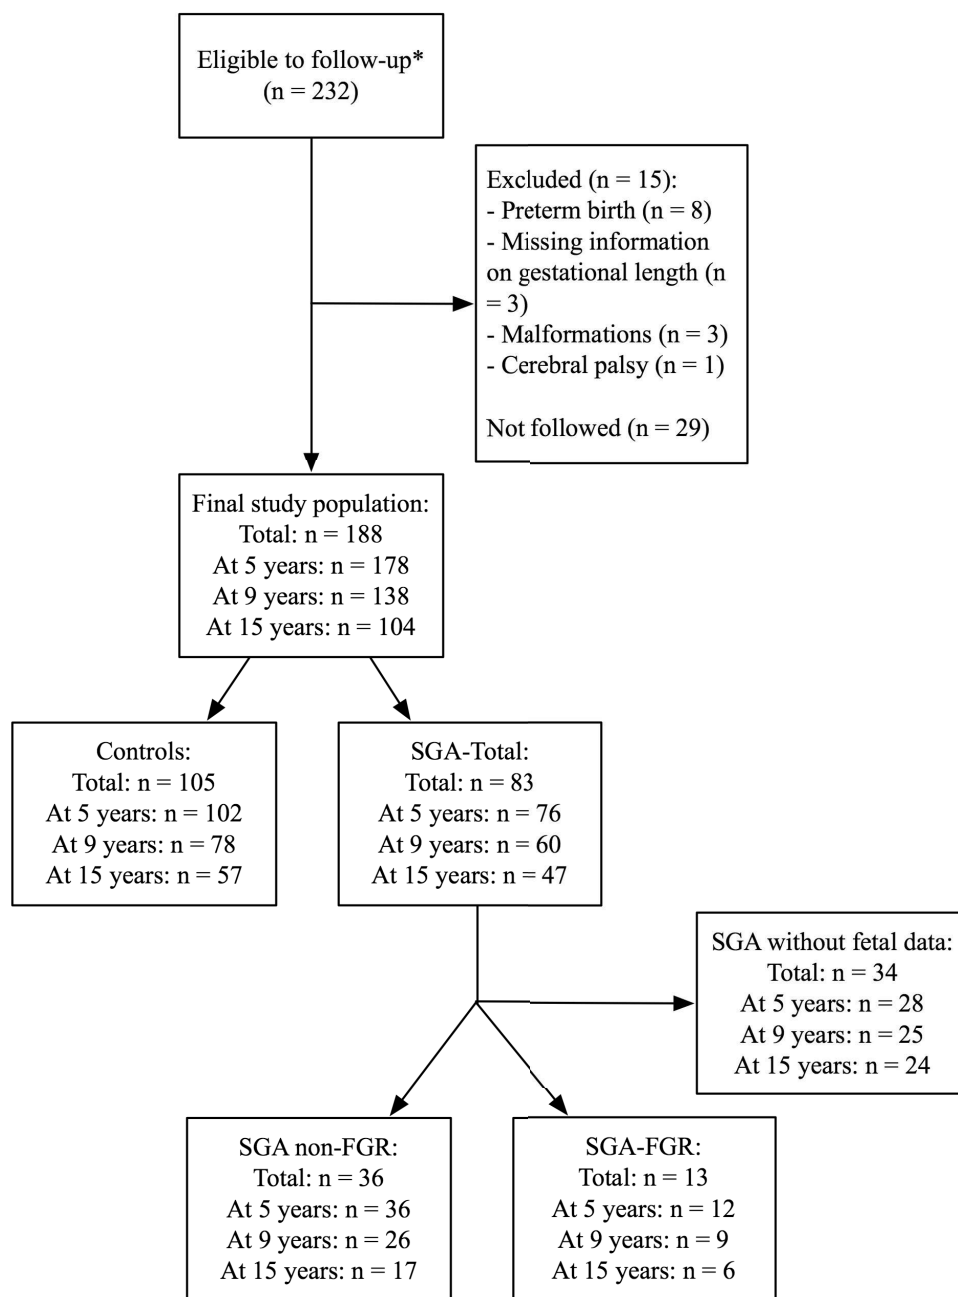 Eligible to follow-up*
(n = 232)
Excluded (n = 15):
- Preterm birth (n = 8)
- Missing information
on gestational length (n
= 3)
- Malformations (n = 3)
- Cerebral palsy (n = 1)
Not followed (n = 29)
Final study population:
Total: n = 188
At 5 years: n = 178
At 9 years: n = 138
At 15 years: n = 104
Controls:
Total: n = 105
At 5 years: n = 102
At 9 years: n = 78
At 15 years: n = 57
SGA-Total:
Total: n = 83
At 5 years: n = 76
At 9 years: n = 60
At 15 years: n = 47
SGA without fetal data:
Total: n = 34
At 5 years: n = 28
At 9 years: n = 25
At 15 years: n = 24
SGA non-FGR:
Total: n = 36
At 5 years: n = 36
At 9 years: n = 26
At 15 years: n = 17
SGA-FGR:
Total: n = 13
At 5 years: n = 12
At 9 years: n = 9
At 15 years: n = 6